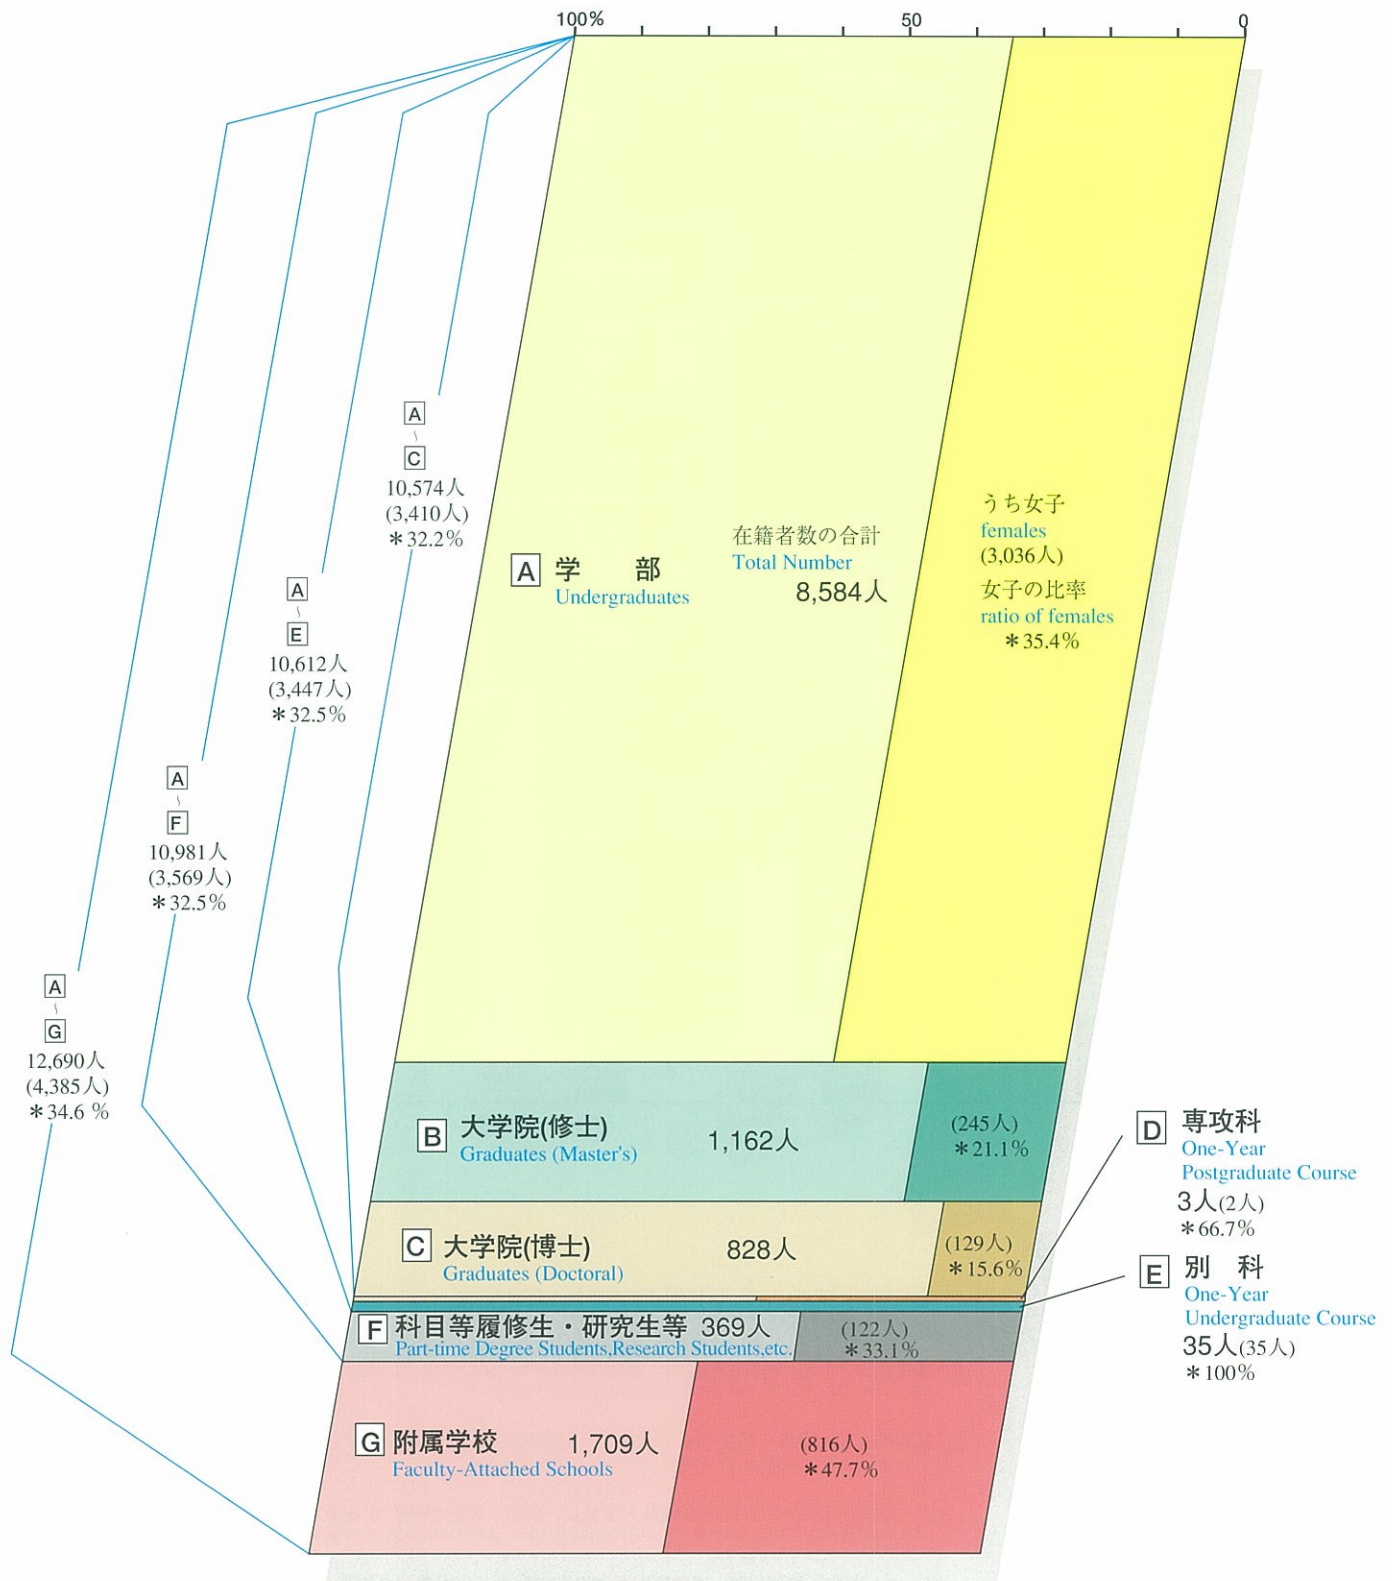 100%
50
0
A
〜
C
10,574人
(3,410人)
＊32.2%
A
〜
E
10,612人
(3,447人)
＊32.5%
A
〜
F
10,981人
(3,569人)
＊32.5%
A
〜
G
12,690人
(4,385人)
＊34.6 %
A 学　部
Undergraduates
在籍者数の合計
Total Number
8,584人
うち女子
females
(3,036人)
女子の比率
ratio of females
＊35.4%
B 大学院(修士) 1,162人
Graduates (Master's)
(245人)
＊21.1%
C 大学院(博士) 828人
Graduates (Doctoral)
(129人)
＊15.6%
D 専攻科
One-Year
Postgraduate Course
3人(2人)
＊66.7%
E 別　科
One-Year
Undergraduate Course
35人(35人)
＊100%
F 科目等履修生・研究生等 369人
Part-time Degree Students,Research Students,etc.
(122人)
＊33.1%
G 附属学校 1,709人
Faculty-Attached Schools
(816人)
＊47.7%